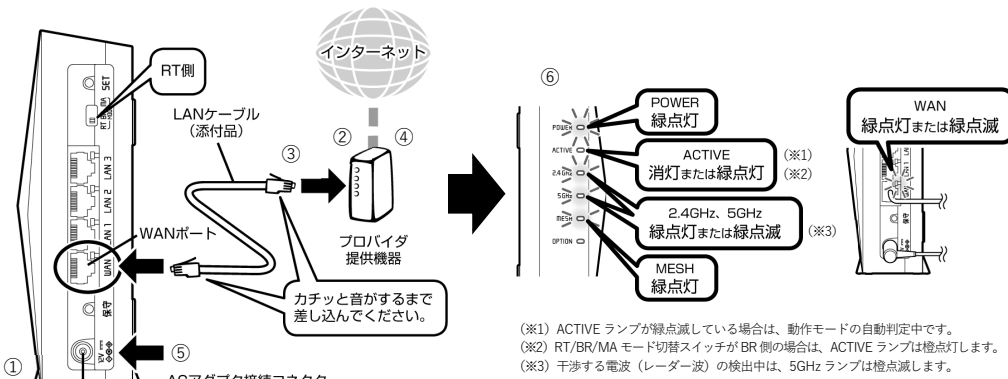 インターネット
RT側
LANケーブル
（添付品）
②
④
③
SET
RT BR MA
LAN 3
LAN 2
LAN 1
WAN
WANポート
プロバイダ
提供機器
カチッと音がするまで
差し込んでください。
保守
12V
①
⑤
ACアダプタ接続コネクタ
⑥
POWER
ACTIVE
2.4GHz
5GHz
MESH
OPTION
POWER
緑点灯
ACTIVE
消灯または緑点灯
（※1）
（※2）
2.4GHz、5GHz
緑点灯または緑点滅
（※3）
MESH
緑点灯
WAN
緑点灯または緑点滅
（※1）ACTIVE ランプが緑点滅している場合は、動作モードの自動判定中です。
（※2）RT/BR/MA モード切替スイッチが BR 側の場合は、ACTIVE ランプは橙点灯します。
（※3）干渉する電波（レーダー波）の検出中は、5GHz ランプは橙点滅します。